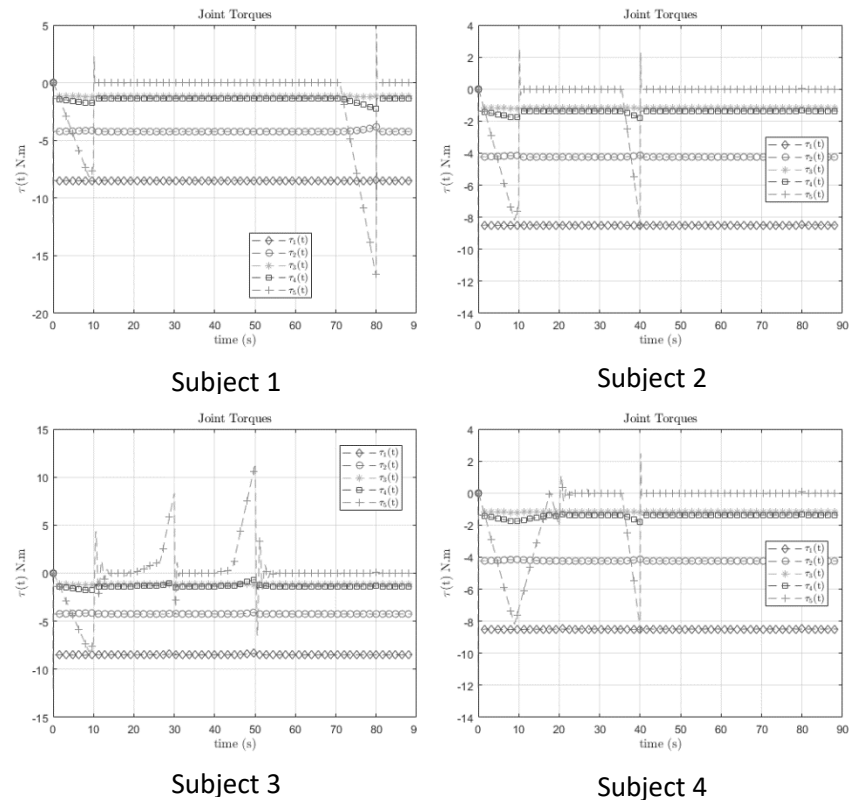 Joint Torques
5
0
-5
-10
-15
-20
τ(t) N.m
0 10 20 30 40 50 60 70 80 9
time (s)
τ₁(t)
τ₂(t)
τ₃(t)
τ₄(t)
τ₅(t)
Subject 1
Joint Torques
4
2
0
-2
-4
-6
-8
-10
-12
-14
τ(t) N.m
0 10 20 30 40 50 60 70 80 90
time (s)
τ₁(t)
τ₂(t)
τ₃(t)
τ₄(t)
τ₅(t)
Subject 2
Joint Torques
15
10
5
0
-5
-10
-15
τ(t) N.m
0 10 20 30 40 50 60 70 80 9
time (s)
τ₁(t)
τ₂(t)
τ₃(t)
τ₄(t)
τ₅(t)
Subject 3
Joint Torques
4
2
0
-2
-4
-6
-8
-10
-12
-14
τ(t) N.m
0 10 20 30 40 50 60 70 80 90
time (s)
τ₁(t)
τ₂(t)
τ₃(t)
τ₄(t)
τ₅(t)
Subject 4